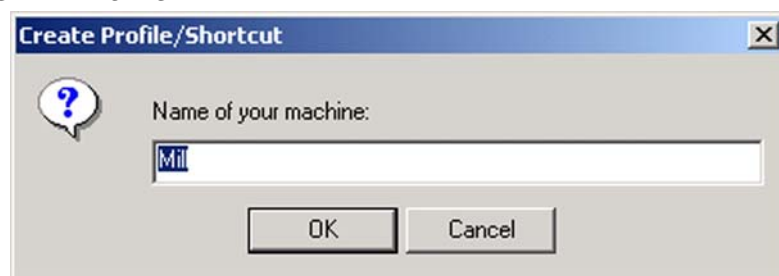 Create Profile/Shortcut
Name of your machine:
Mill
OK
Cancel